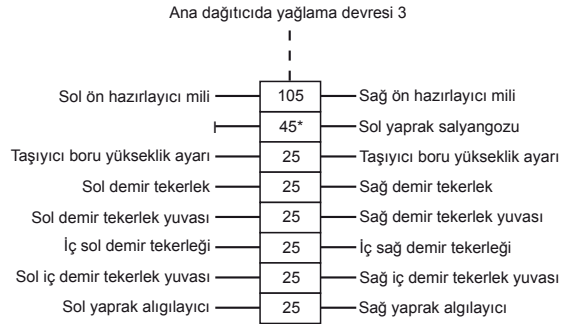 Ana dağıtıcıda yağlama devresi 3
Sol ön hazırlayıcı mili 105 Sağ ön hazırlayıcı mili
45* Sol yaprak salyangozu
Taşıyıcı boru yükseklik ayarı 25 Taşıyıcı boru yükseklik ayarı
Sol demir tekerlek 25 Sağ demir tekerlek
Sol demir tekerlek yuvası 25 Sağ demir tekerlek yuvası
İç sol demir tekerleği 25 İç sağ demir tekerleği
Sol iç demir tekerlek yuvası 25 Sağ iç demir tekerlek yuvası
Sol yaprak alıgılayıcı 25 Sağ yaprak algılayıcı